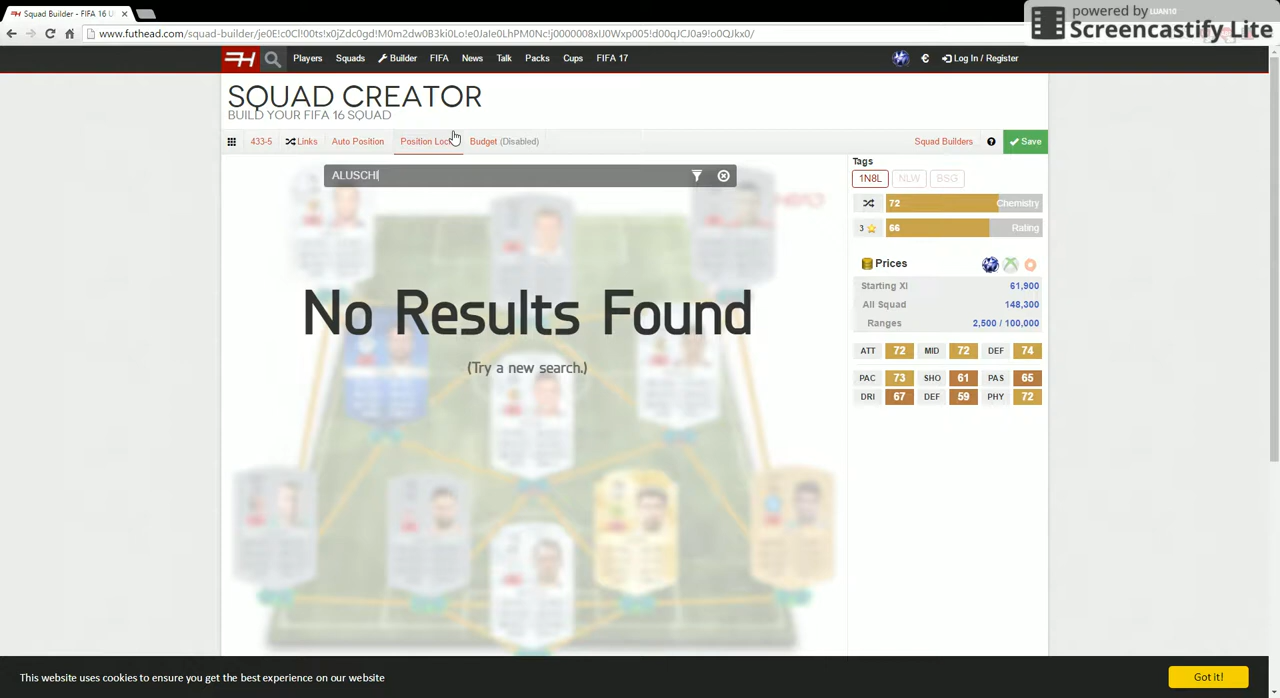 Squad Builder - FIFA 16 U
powered by LUAN10
Screencastify Lite
www.futhead.com/squad-builder/je0E!c0Cl!00ts!x0jZdc0gd!M0m2dw0B3ki0Lo!e0JaIe0LhPM0Nc!j0000008xIJ0Wxp005!d00qJCJ0a9!o0QJkx0/
Players Squads Builder FIFA News Talk Packs Cups FIFA 17 € Log In / Register
SQUAD CREATOR
BUILD YOUR FIFA 16 SQUAD
433-5 Links Auto Position Position Loc Budget (Disabled) Squad Builders Save
ALUSCHI
No Results Found
(Try a new search.)
Tags
1N8L NLW BSG
72 Chemistry
3 66 Rating
Prices
Starting XI 61,900
All Squad 148,300
Ranges 2,500 / 100,000
ATT 72 MID 72 DEF 74
PAC 73 SHO 61 PAS 65
DRI 67 DEF 59 PHY 72
This website uses cookies to ensure you get the best experience on our website
Got it!